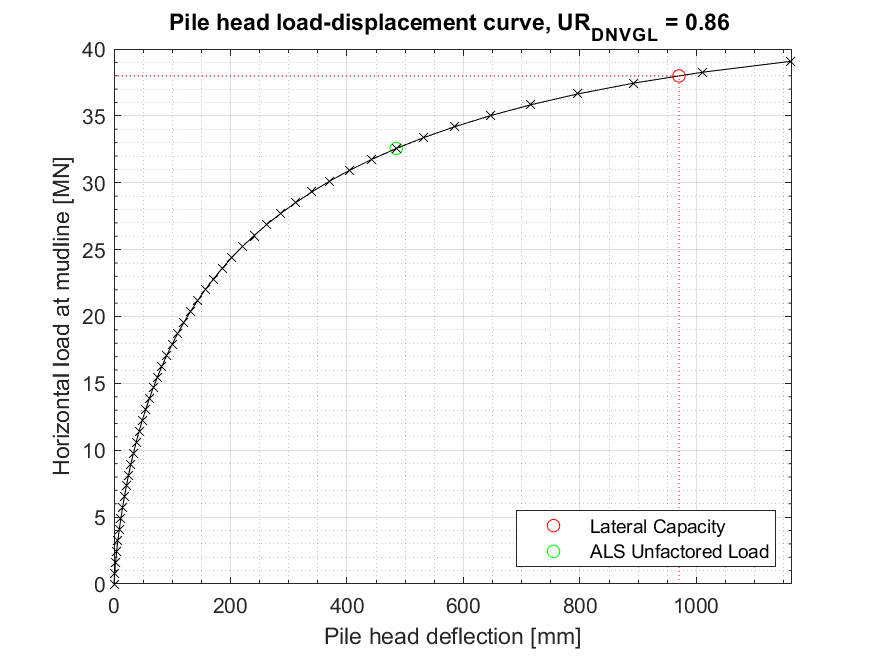 Pile head load-displacement curve, UR_DNVGL = 0.86
Horizontal load at mudline [MN]
40
35
30
25
20
15
10
5
0
0 200 400 600 800 1000
Pile head deflection [mm]
Lateral Capacity
ALS Unfactored Load